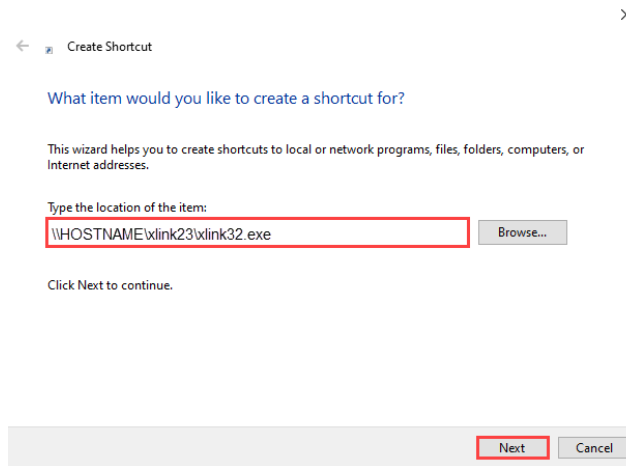 Create Shortcut
What item would you like to create a shortcut for?
This wizard helps you to create shortcuts to local or network programs, files, folders, computers, or
Internet addresses.
Type the location of the item:
\\HOSTNAME\xlink23\xlink32.exe
Browse...
Click Next to continue.
Next
Cancel